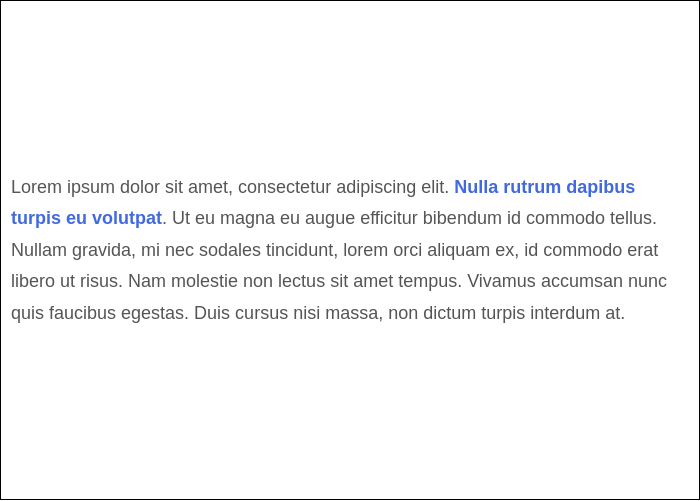 Lorem ipsum dolor sit amet, consectetur adipiscing elit. Nulla rutrum dapibus
turpis eu volutpat. Ut eu magna eu augue efficitur bibendum id commodo tellus.
Nullam gravida, mi nec sodales tincidunt, lorem orci aliquam ex, id commodo erat
libero ut risus. Nam molestie non lectus sit amet tempus. Vivamus accumsan nunc
quis faucibus egestas. Duis cursus nisi massa, non dictum turpis interdum at.